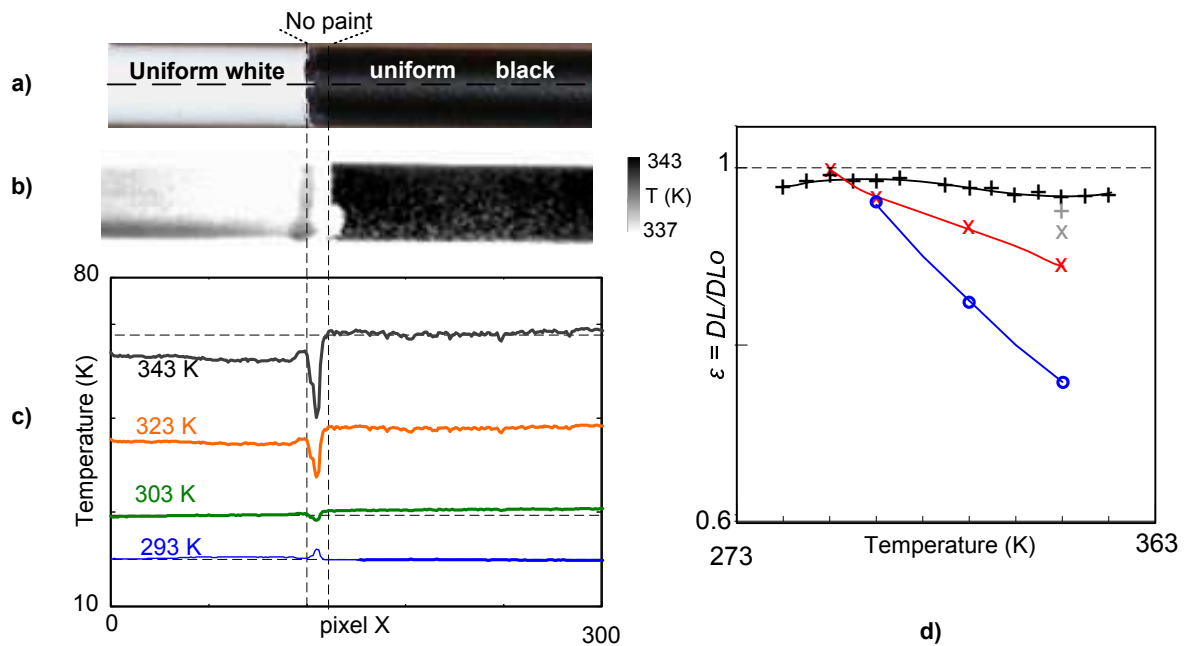 No paint
a)
Uniform white
uniform black
b)
343
T (K)
337
c)
80
Temperature (K)
10
343 K
323 K
303 K
293 K
0
pixel X
300
1
ε = DL/DLo
0.6
273
Temperature (K)
363
d)